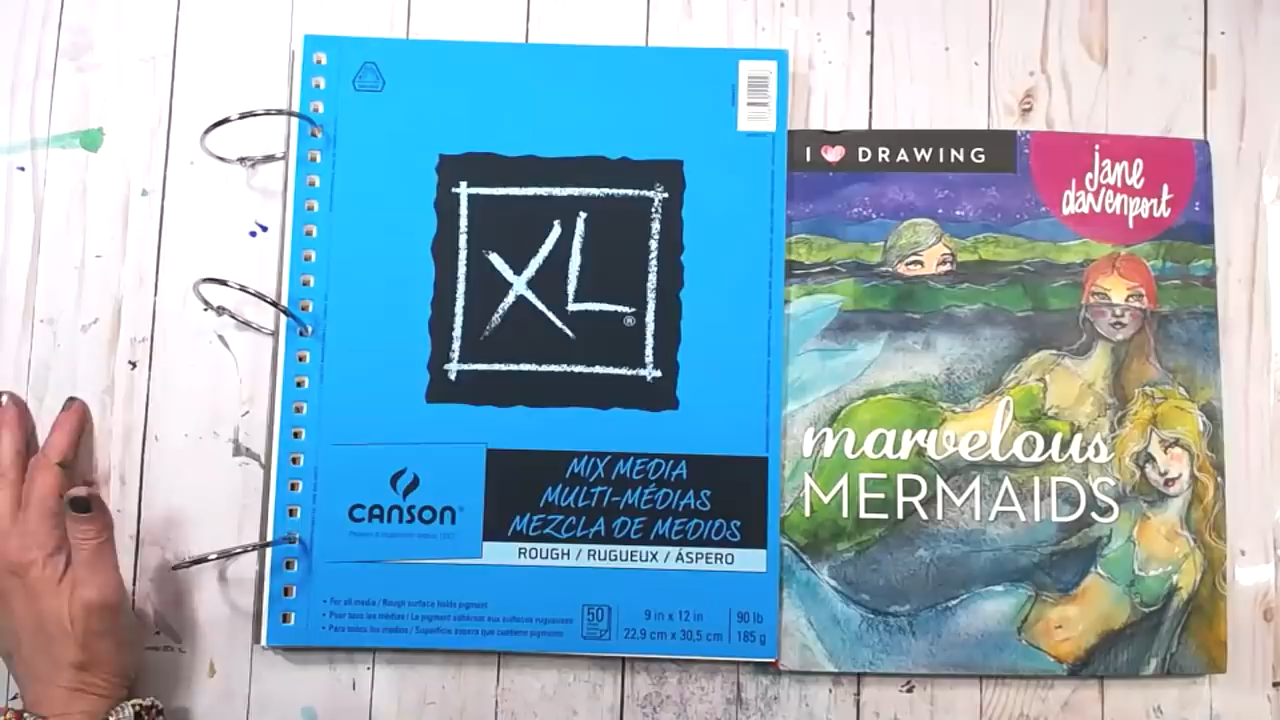 XL®
CANSON®
MIX MEDIA
MULTI-MÉDIAS
MEZCLA DE MEDIOS
ROUGH / RUGUEUX / ÁSPERO
• For all media / Rough surface holds pigment
• Pour tous les médias / Le pigment adhèrent aux surfaces rugueuses
• Para todos los medios / Superficie áspera que contiene pigmento
50
9 in x 12 in
22,9 cm x 30,5 cm
90 lb
185 g
I DRAWING
jane
davenport
marvelous
MERMAIDS